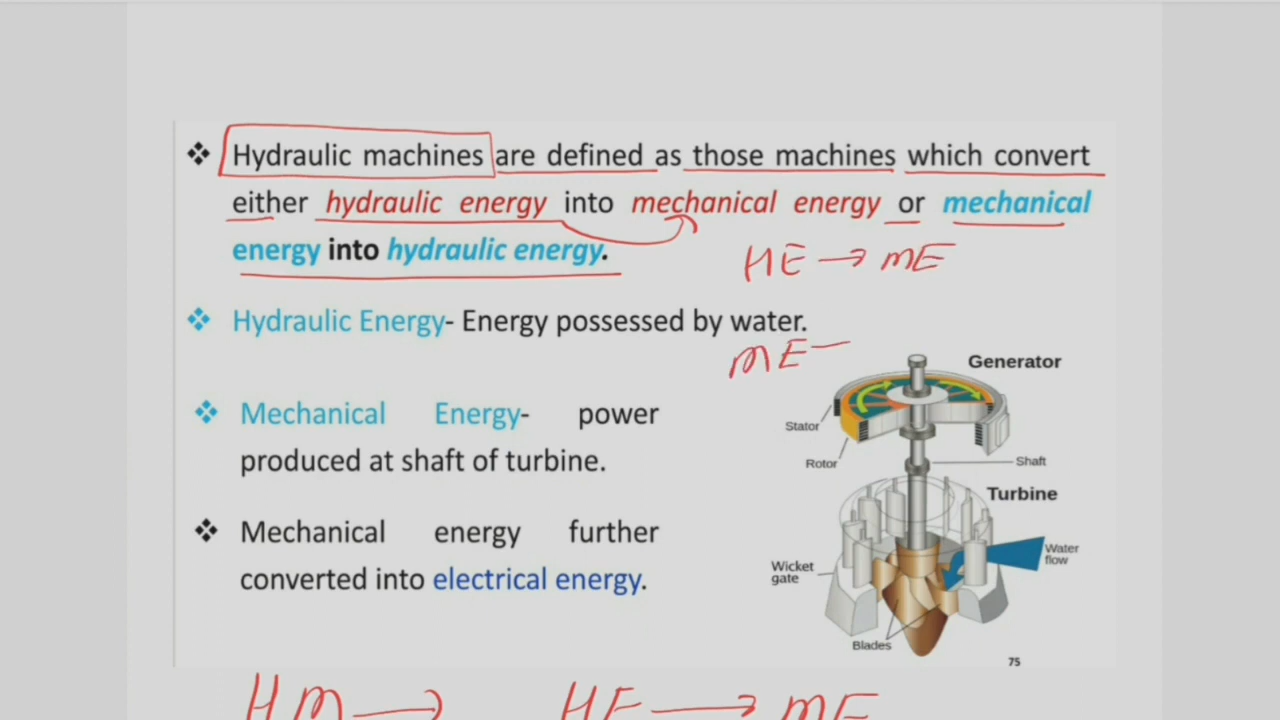 ❖ Hydraulic machines are defined as those machines which convert
either hydraulic energy into mechanical energy or mechanical
energy into hydraulic energy.
HE → mE
❖ Hydraulic Energy- Energy possessed by water.
mE —
❖ Mechanical Energy- power
produced at shaft of turbine.
❖ Mechanical energy further
converted into electrical energy.
Generator
Stator
Rotor
Shaft
Turbine
Water
flow
Wicket
gate
Blades
75
HM → HE → mE